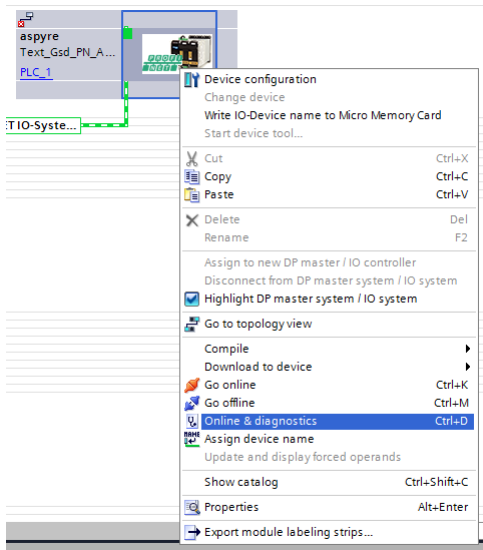 aspyre
Text_Gsd_PN_A...
PLC_1
ET IO-Syste...
Device configuration
Change device
Write IO-Device name to Micro Memory Card
Start device tool...
Cut Ctrl+X
Copy Ctrl+C
Paste Ctrl+V
Delete Del
Rename F2
Assign to new DP master / IO controller
Disconnect from DP master system / IO system
Highlight DP master system / IO system
Go to topology view
Compile
Download to device
Go online Ctrl+K
Go offline Ctrl+M
Online & diagnostics Ctrl+D
NAME
Assign device name
Update and display forced operands
Show catalog Ctrl+Shift+C
Properties Alt+Enter
Export module labeling strips...